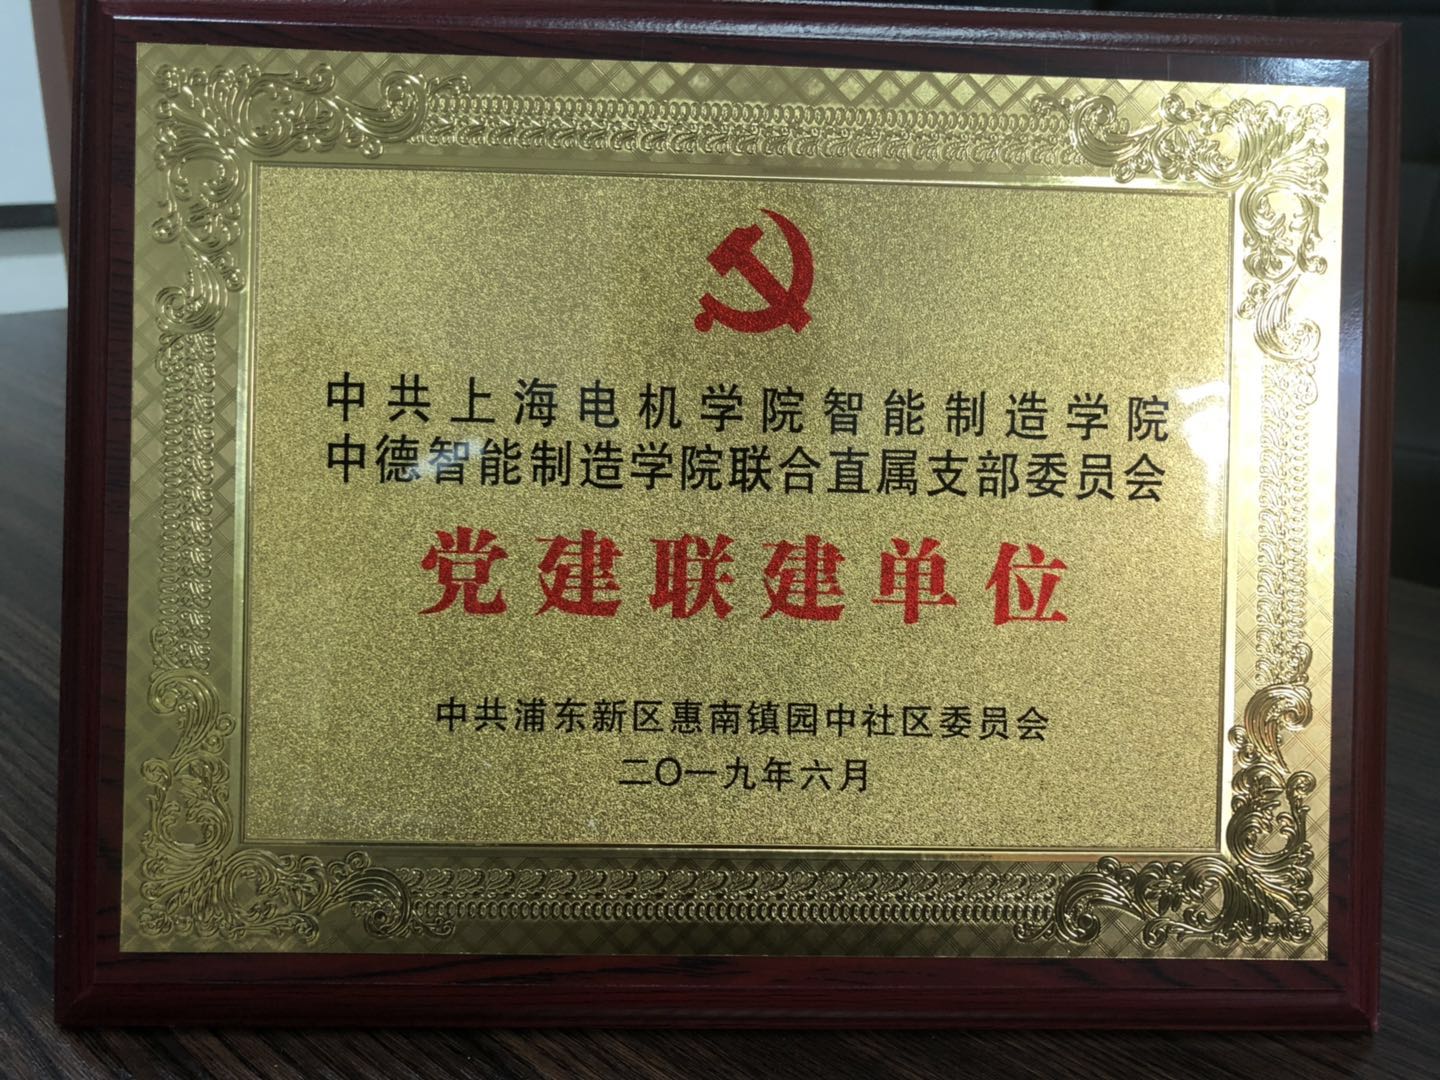 中共上海电机学院智能制造学院
中德智能制造学院联合直属支部委员会
党建联建单位
中共浦东新区惠南镇园中社区委员会
二〇一九年六月